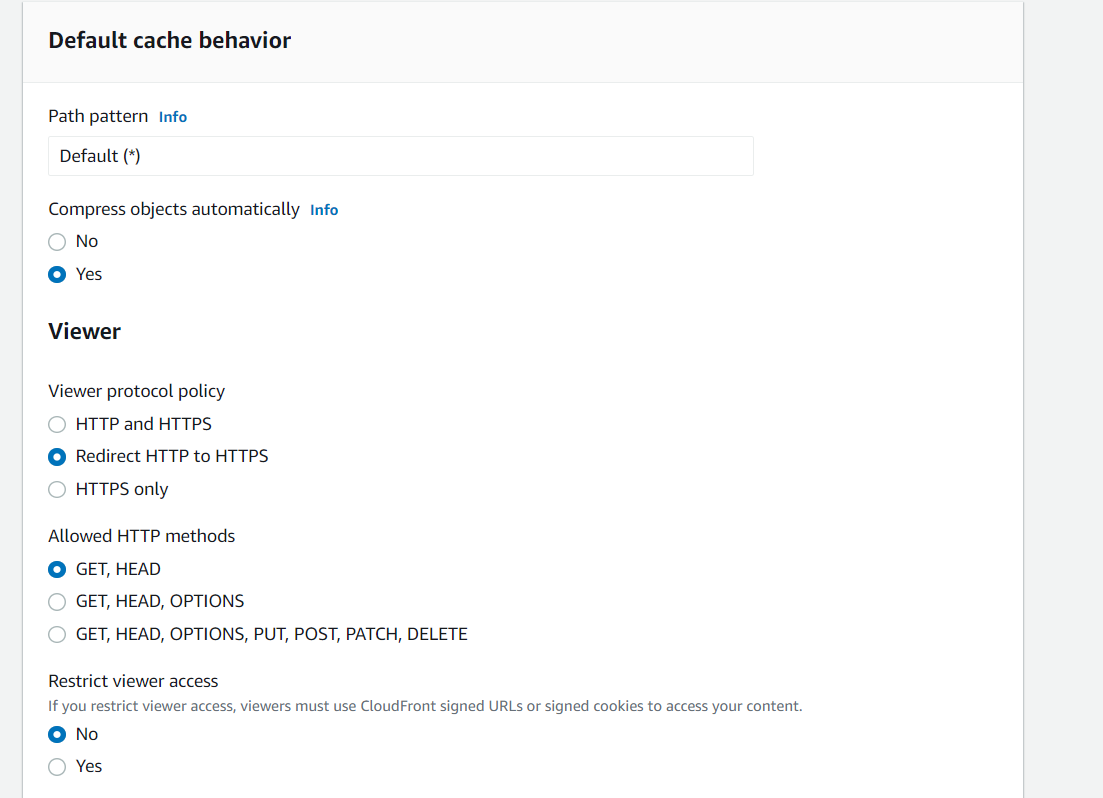 Default cache behavior
Path pattern Info
Default (*)
Compress objects automatically Info
No
Yes
Viewer
Viewer protocol policy
HTTP and HTTPS
Redirect HTTP to HTTPS
HTTPS only
Allowed HTTP methods
GET, HEAD
GET, HEAD, OPTIONS
GET, HEAD, OPTIONS, PUT, POST, PATCH, DELETE
Restrict viewer access
If you restrict viewer access, viewers must use CloudFront signed URLs or signed cookies to access your content.
No
Yes